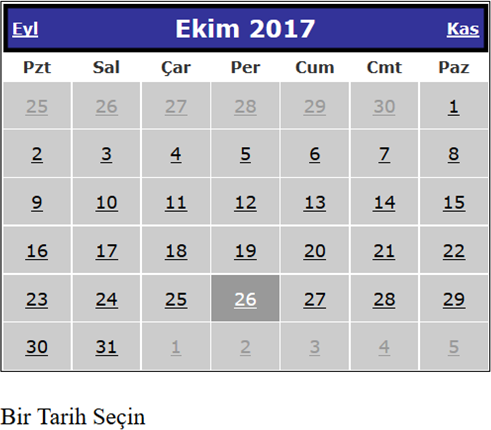 Eyl Ekim 2017 Kas
Pzt Sal Çar Per Cum Cmt Paz
25 26 27 28 29 30 1
2 3 4 5 6 7 8
9 10 11 12 13 14 15
16 17 18 19 20 21 22
23 24 25 26 27 28 29
30 31 1 2 3 4 5
Bir Tarih Seçin